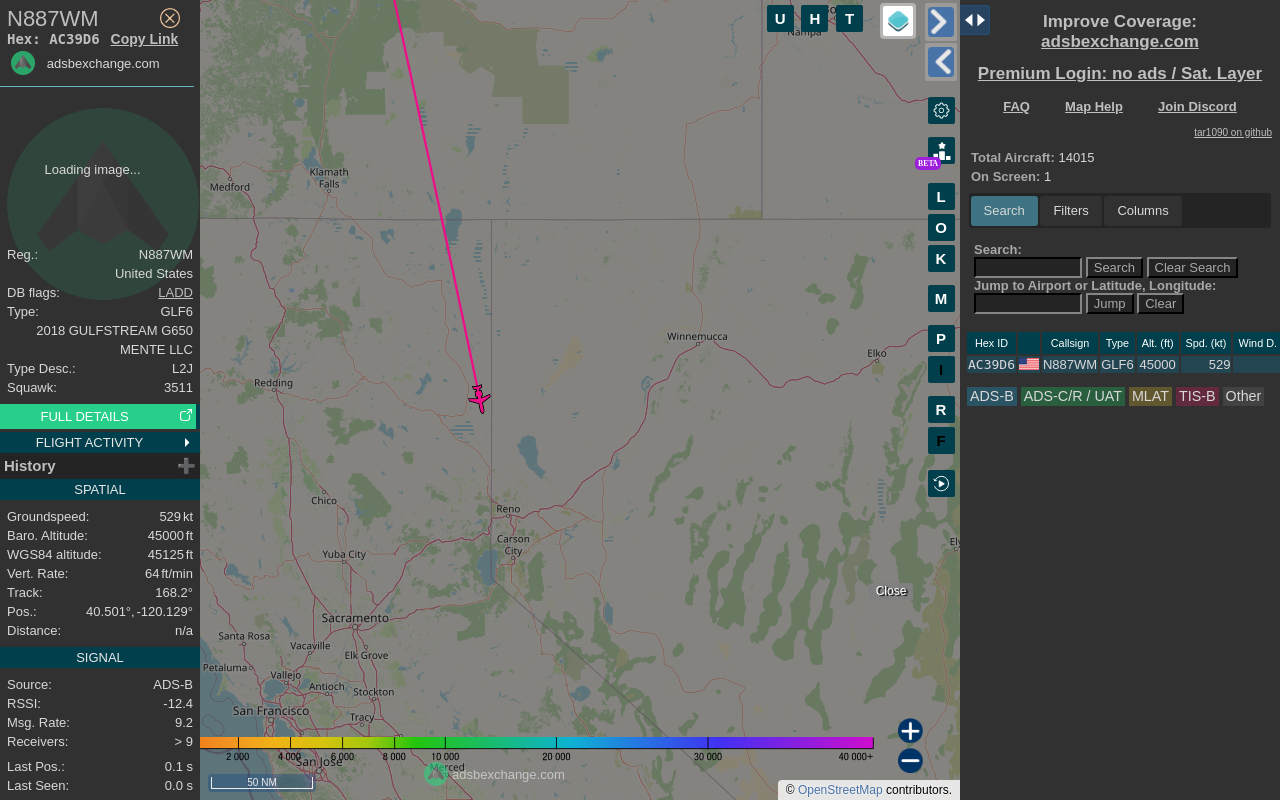 N887WM
Hex: AC39D6 Copy Link
adsbexchange.com
Loading image...
Reg.: N887WM
United States
DB flags: LADD
Type: GLF6
2018 GULFSTREAM G650
MENTE LLC
Type Desc.: L2J
Squawk: 3511
FULL DETAILS
FLIGHT ACTIVITY
History
SPATIAL
Groundspeed: 529 kt
Baro. Altitude: 45000 ft
WGS84 altitude: 45125 ft
Vert. Rate: 64 ft/min
Track: 168.2°
Pos.: 40.501°, -120.129°
Distance: n/a
SIGNAL
Source: ADS-B
RSSI: -12.4
Msg. Rate: 9.2
Receivers: > 9
Last Pos.: 0.1 s
Last Seen: 0.0 s
U H T
Nampa
BETA
L
O
K
M
P
I
R
F
Medford
Klamath
Falls
Winnemucca
Elko
Redding
Chico
Reno
Carson
City
Yuba City
Close
Sacramento
Santa Rosa
Vacaville
Elk Grove
Petaluma
Vallejo
Antioch
Stockton
San Francisco
Tracy
San Jose
Merced
2 000 4 000 6 000 8 000 10 000 20 000 30 000 40 000+
50 NM
adsbexchange.com
© OpenStreetMap contributors.
Improve Coverage:
adsbexchange.com
Premium Login: no ads / Sat. Layer
FAQ Map Help Join Discord
tar1090 on github
Total Aircraft: 14015
On Screen: 1
Search Filters Columns
Search:
Search Clear Search
Jump to Airport or Latitude, Longitude:
Jump Clear
Hex ID Callsign Type Alt. (ft) Spd. (kt) Wind D.
AC39D6 N887WM GLF6 45000 529
ADS-B ADS-C/R / UAT MLAT TIS-B Other